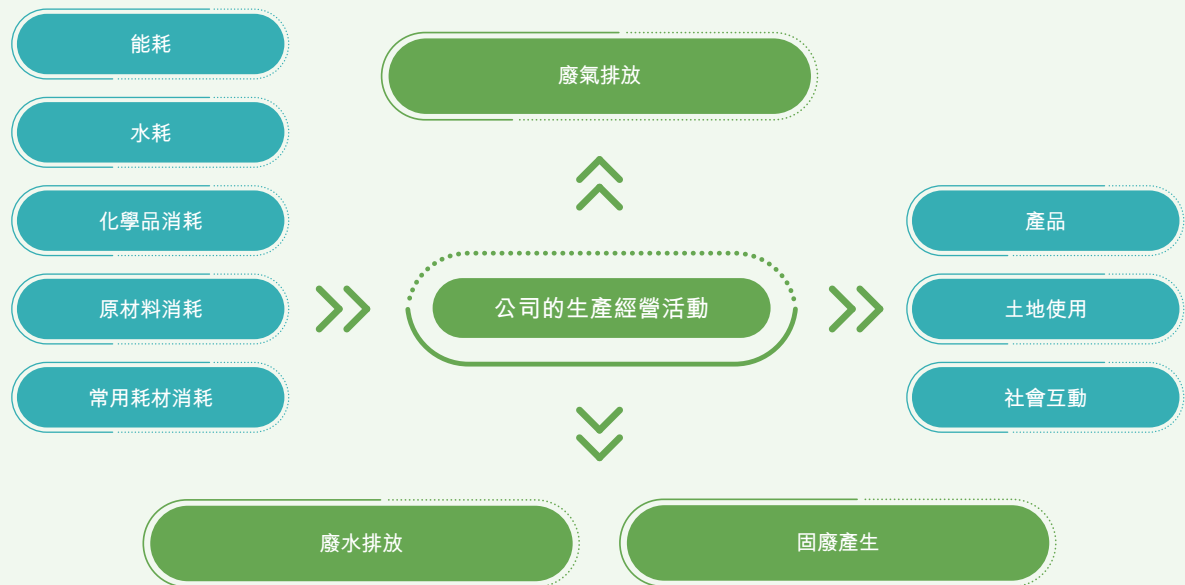 能耗
水耗
化學品消耗
原材料消耗
常用耗材消耗
廢氣排放
公司的生產經營活動
產品
土地使用
社會互動
廢水排放
固廢產生